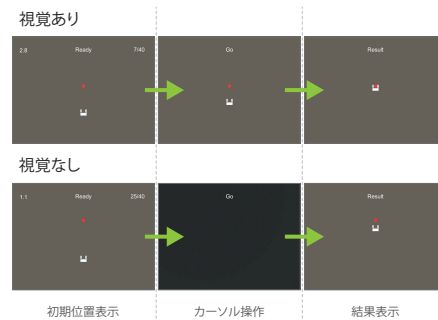 視覚あり
2.8 Ready 7/40
Go
Result
視覚なし
1.1 Ready 25/40
Go
Result
初期位置表示
カーソル操作
結果表示